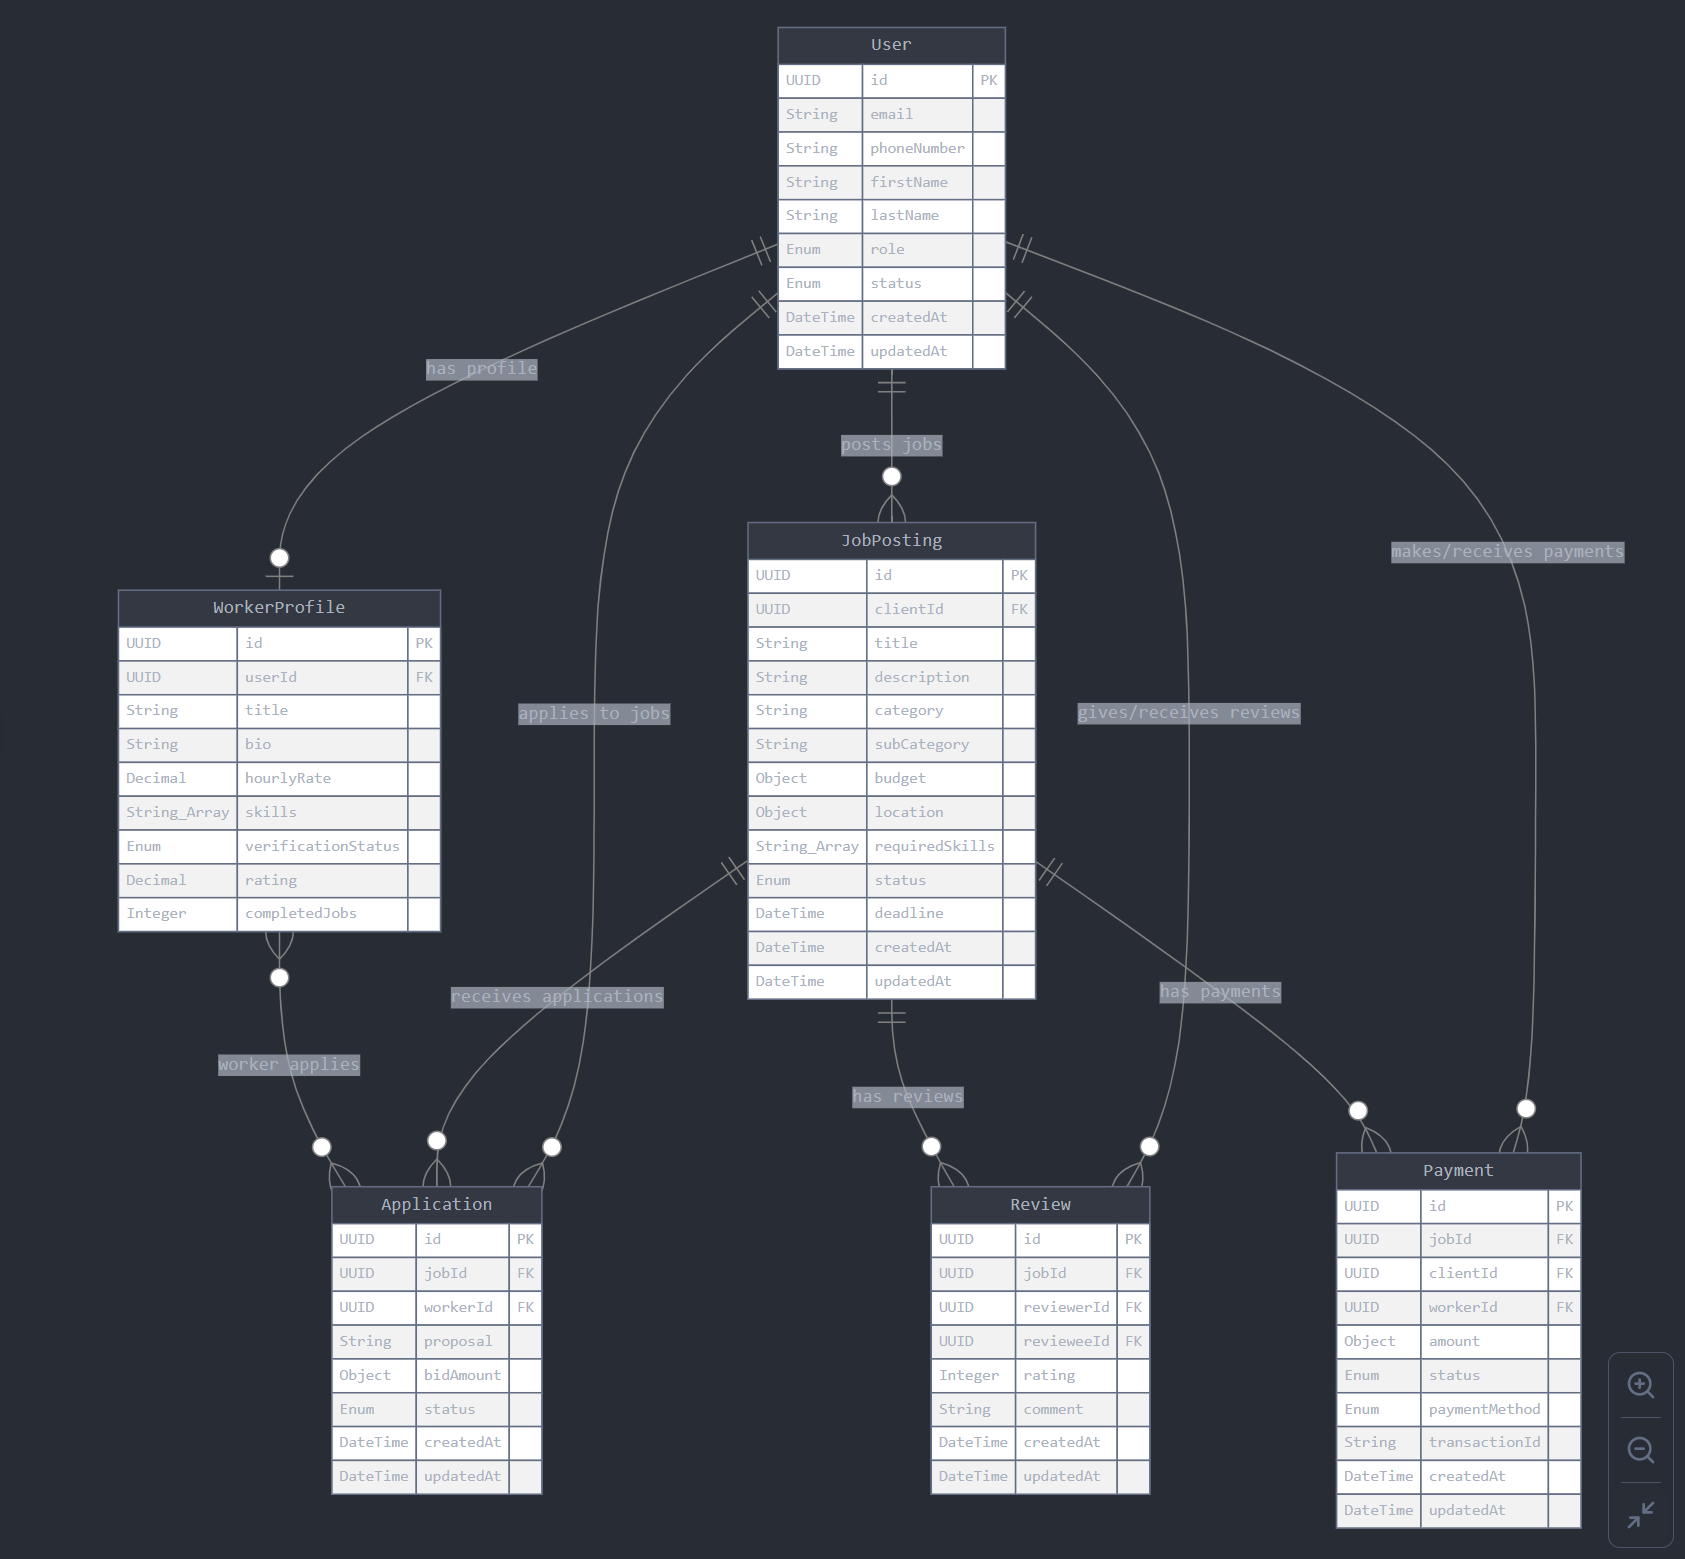 User
UUID id PK
String email
String phoneNumber
String firstName
String lastName
Enum role
Enum status
DateTime createdAt
DateTime updatedAt
has profile
posts jobs
makes/receives payments
applies to jobs
gives/receives reviews
WorkerProfile
UUID id PK
UUID userId FK
String title
String bio
Decimal hourlyRate
String_Array skills
Enum verificationStatus
Decimal rating
Integer completedJobs
JobPosting
UUID id PK
UUID clientId FK
String title
String description
String category
String subCategory
Object budget
Object location
String_Array requiredSkills
Enum status
DateTime deadline
DateTime createdAt
DateTime updatedAt
receives applications
has payments
worker applies
has reviews
Application
UUID id PK
UUID jobId FK
UUID workerId FK
String proposal
Object bidAmount
Enum status
DateTime createdAt
DateTime updatedAt
Review
UUID id PK
UUID jobId FK
UUID reviewerId FK
UUID revieweeId FK
Integer rating
String comment
DateTime createdAt
DateTime updatedAt
Payment
UUID id PK
UUID jobId FK
UUID clientId FK
UUID workerId FK
Object amount
Enum status
Enum paymentMethod
String transactionId
DateTime createdAt
DateTime updatedAt